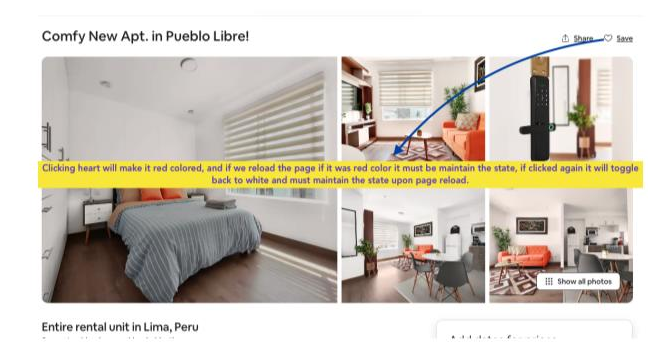 Comfy New Apt. in Pueblo Libre!
Share Save
Clicking heart will make it red colored, and if we reload the page if it was red color it must be maintain the state, if clicked again it will toggle
back to white and must maintain the state upon page reload.
Show all photos
Entire rental unit in Lima, Peru